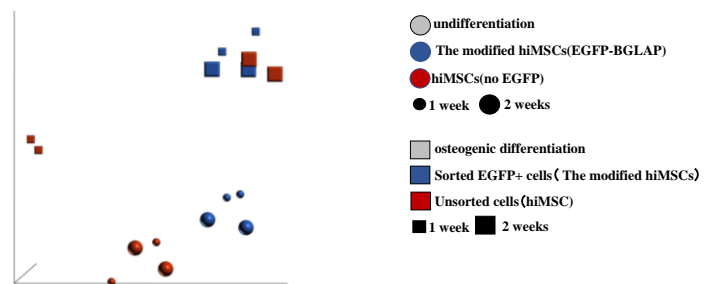 undifferentiation
The modified hiMSCs(EGFP-BGLAP)
hiMSCs(no EGFP)
1 week 2 weeks
osteogenic differentiation
Sorted EGFP+ cells( The modified hiMSCs)
Unsorted cells(hiMSC)
1 week 2 weeks